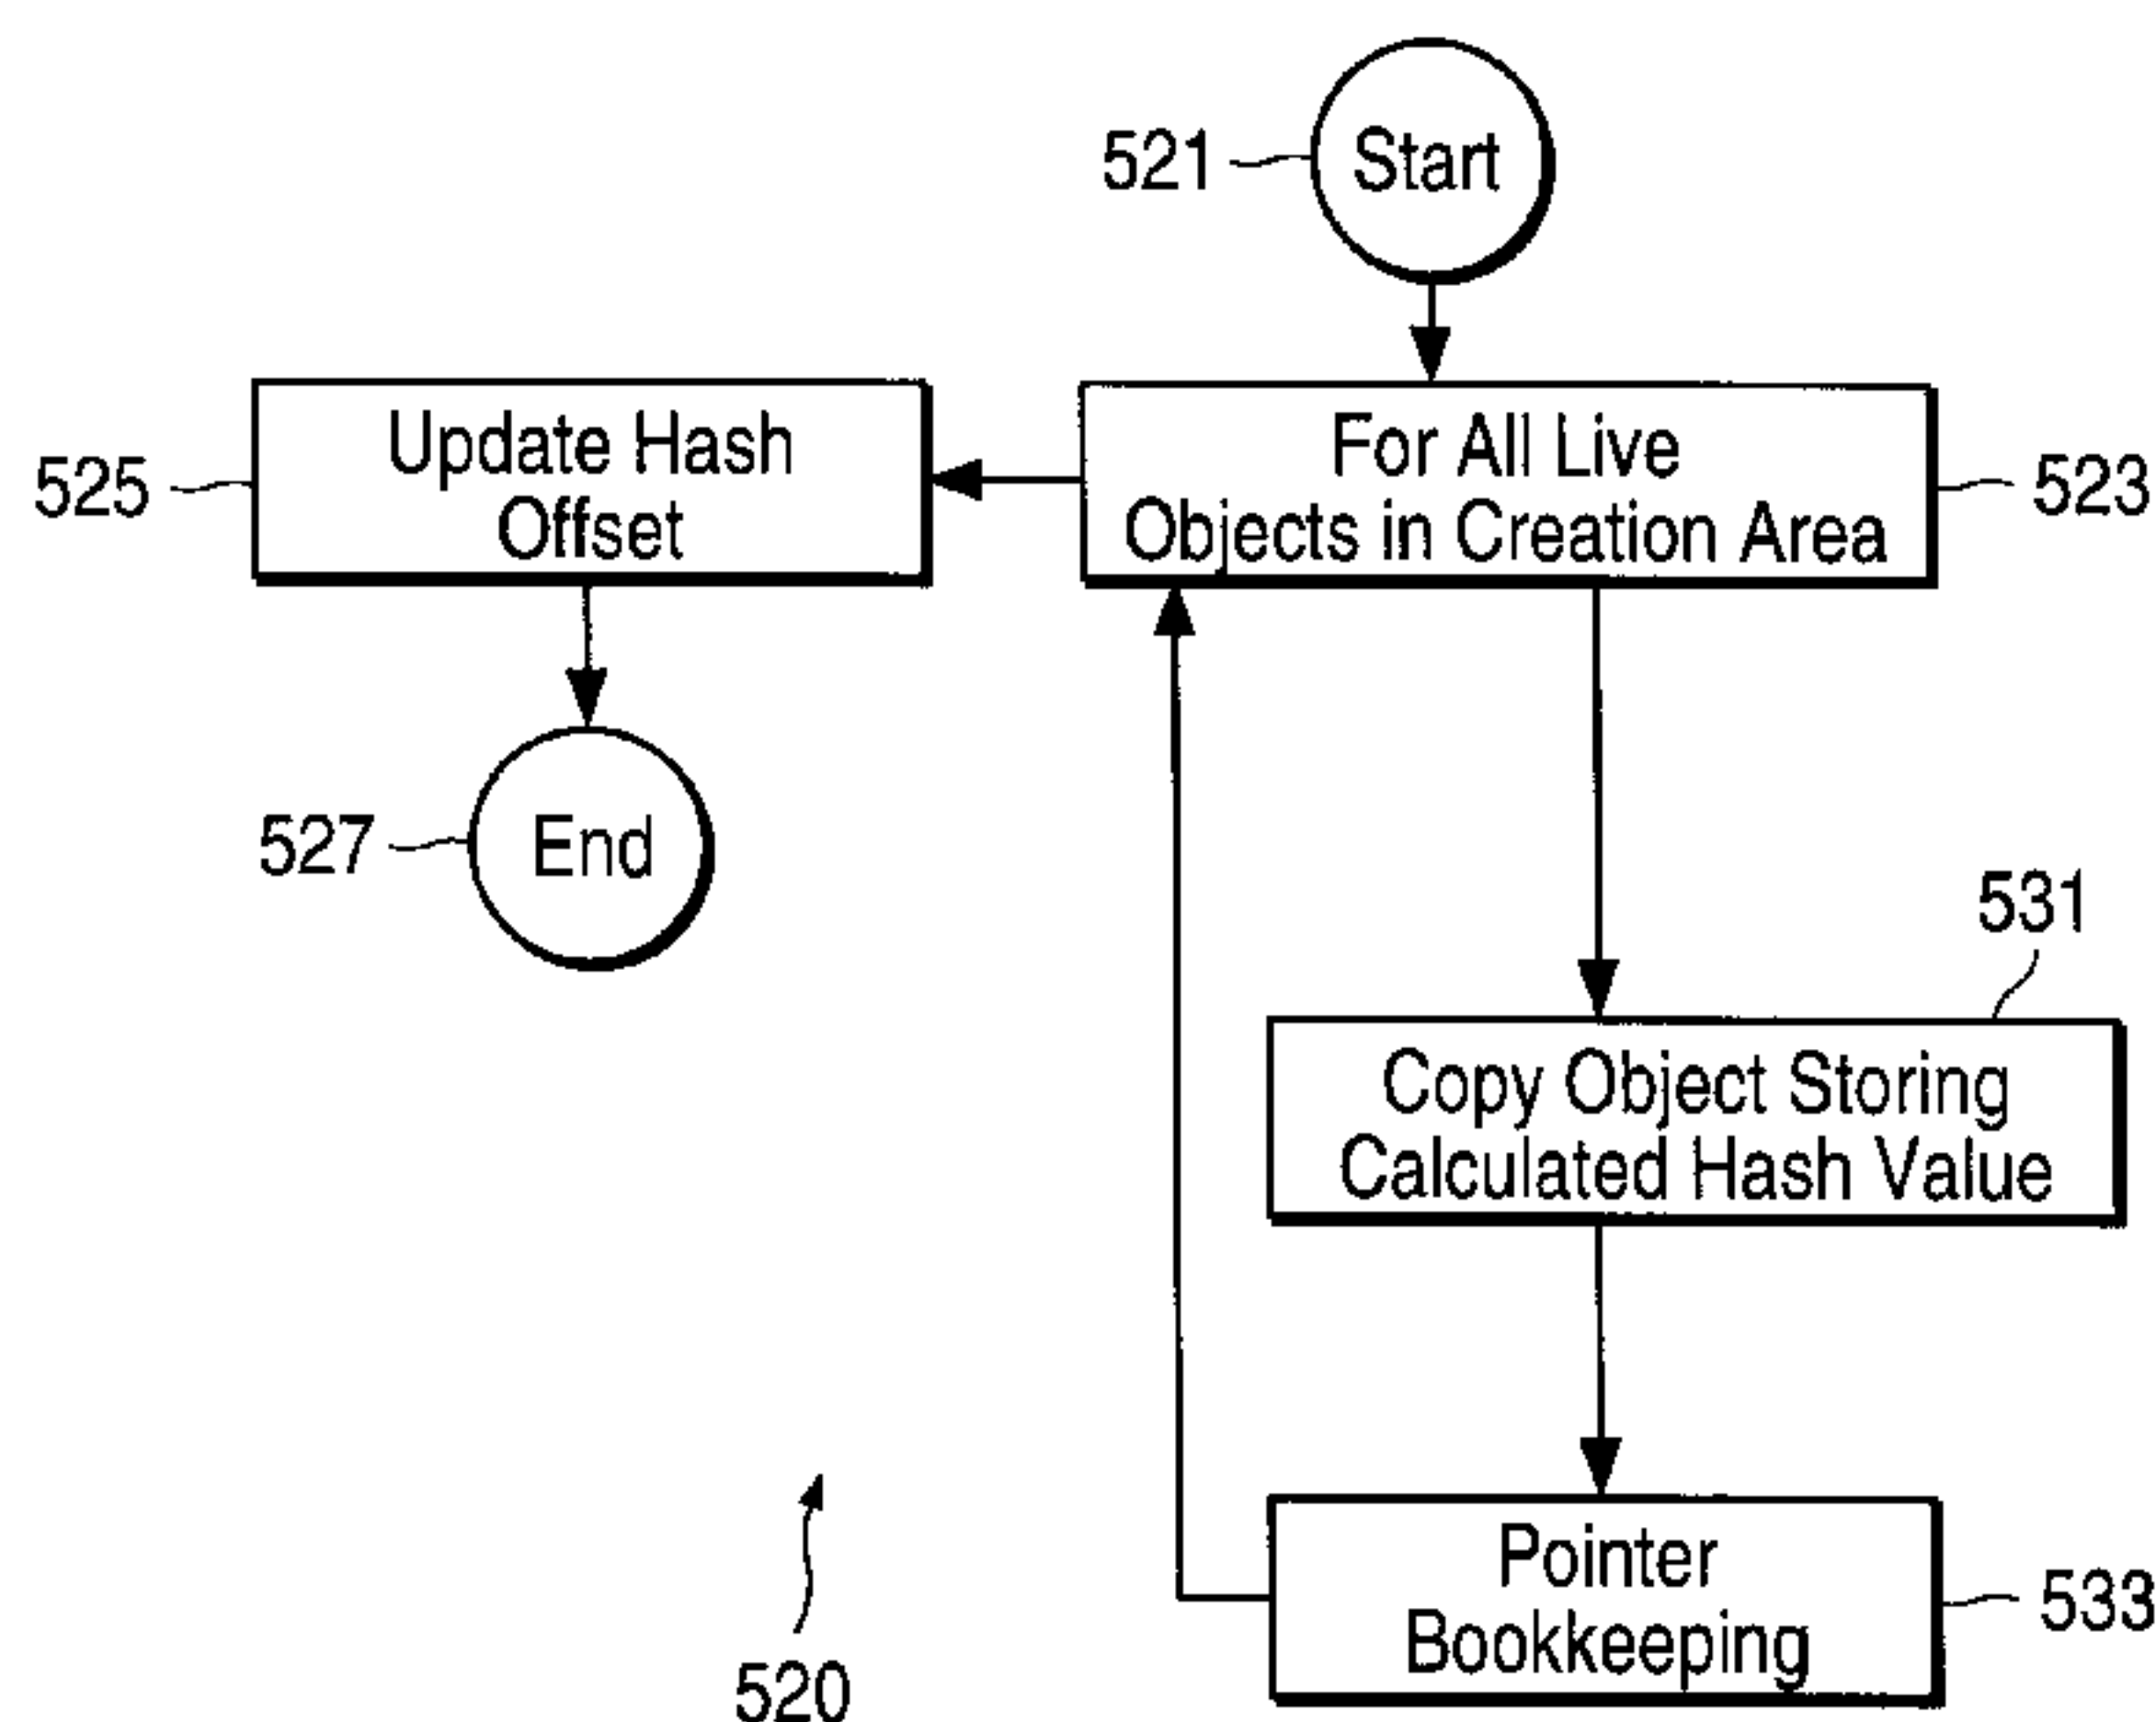 521
Start
525
Update Hash
Offset
For All Live
Objects in Creation Area
523
527
End
531
Copy Object Storing
Calculated Hash Value
Pointer
Bookkeeping
533
520